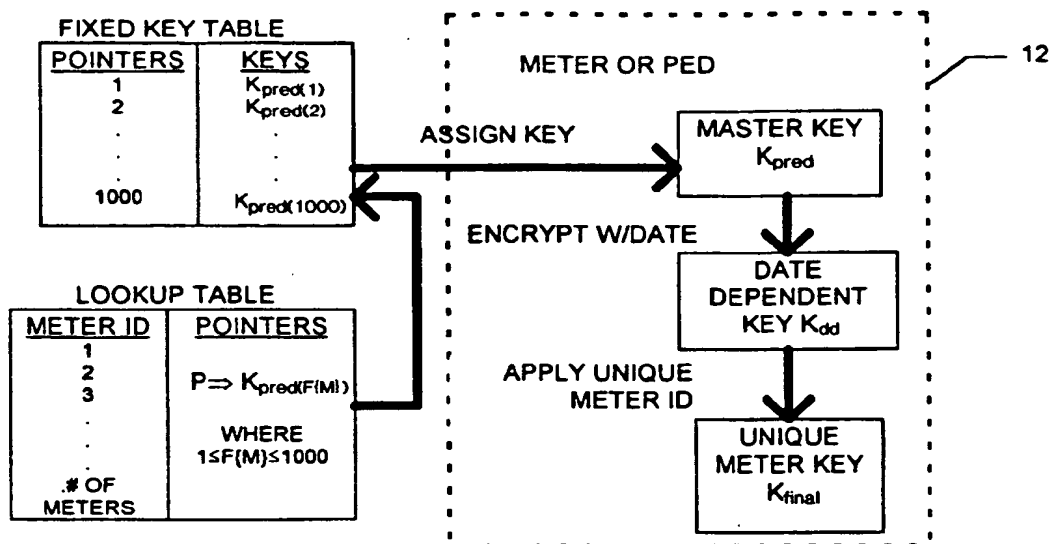 FIXED KEY TABLE
POINTERS KEYS
1 Kpred(1)
2 Kpred(2)
. .
. .
. .
1000 Kpred(1000)
LOOKUP TABLE
METER ID POINTERS
1
2
3
P⇒ Kpred(F{M})
.
.
.
WHERE
1≤F{M}≤1000
.# OF
METERS
METER OR PED
12
ASSIGN KEY
MASTER KEY
Kpred
ENCRYPT W/DATE
DATE
DEPENDENT
KEY Kdd
APPLY UNIQUE
METER ID
UNIQUE
METER KEY
Kfinal